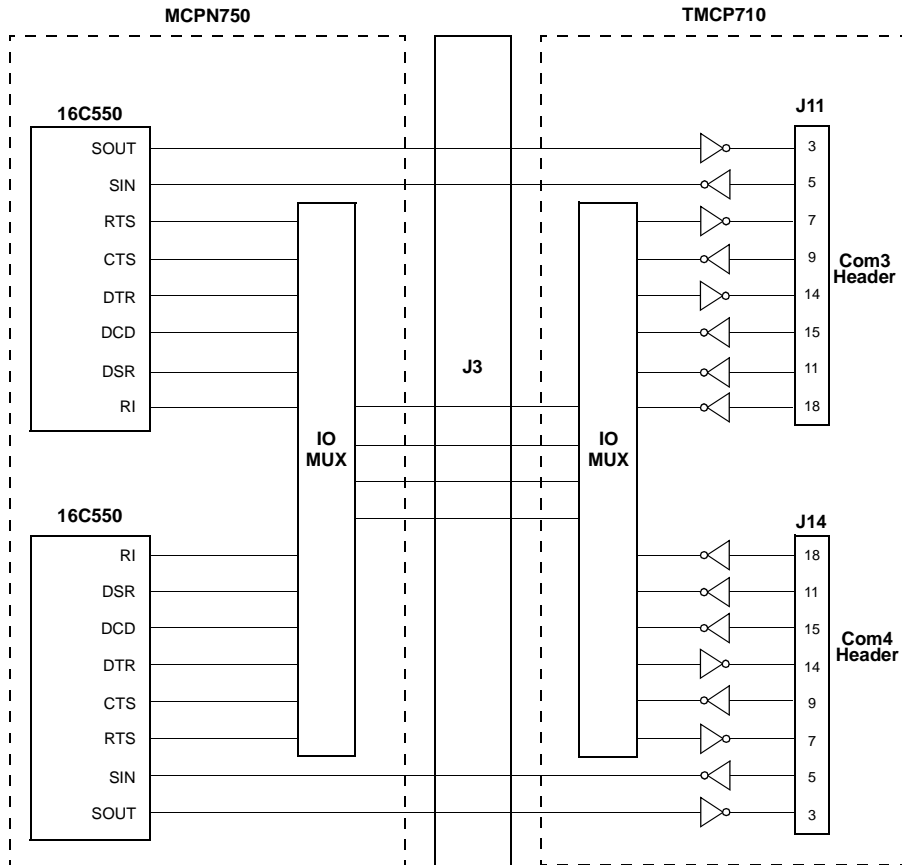 MCPN750
TMCP710
16C550
SOUT
SIN
RTS
CTS
DTR
DCD
DSR
RI
IO
MUX
J3
IO
MUX
J11
3
5
7
9
14
15
11
18
Com3
Header
16C550
RI
DSR
DCD
DTR
CTS
RTS
SIN
SOUT
J14
18
11
15
14
9
7
5
3
Com4
Header